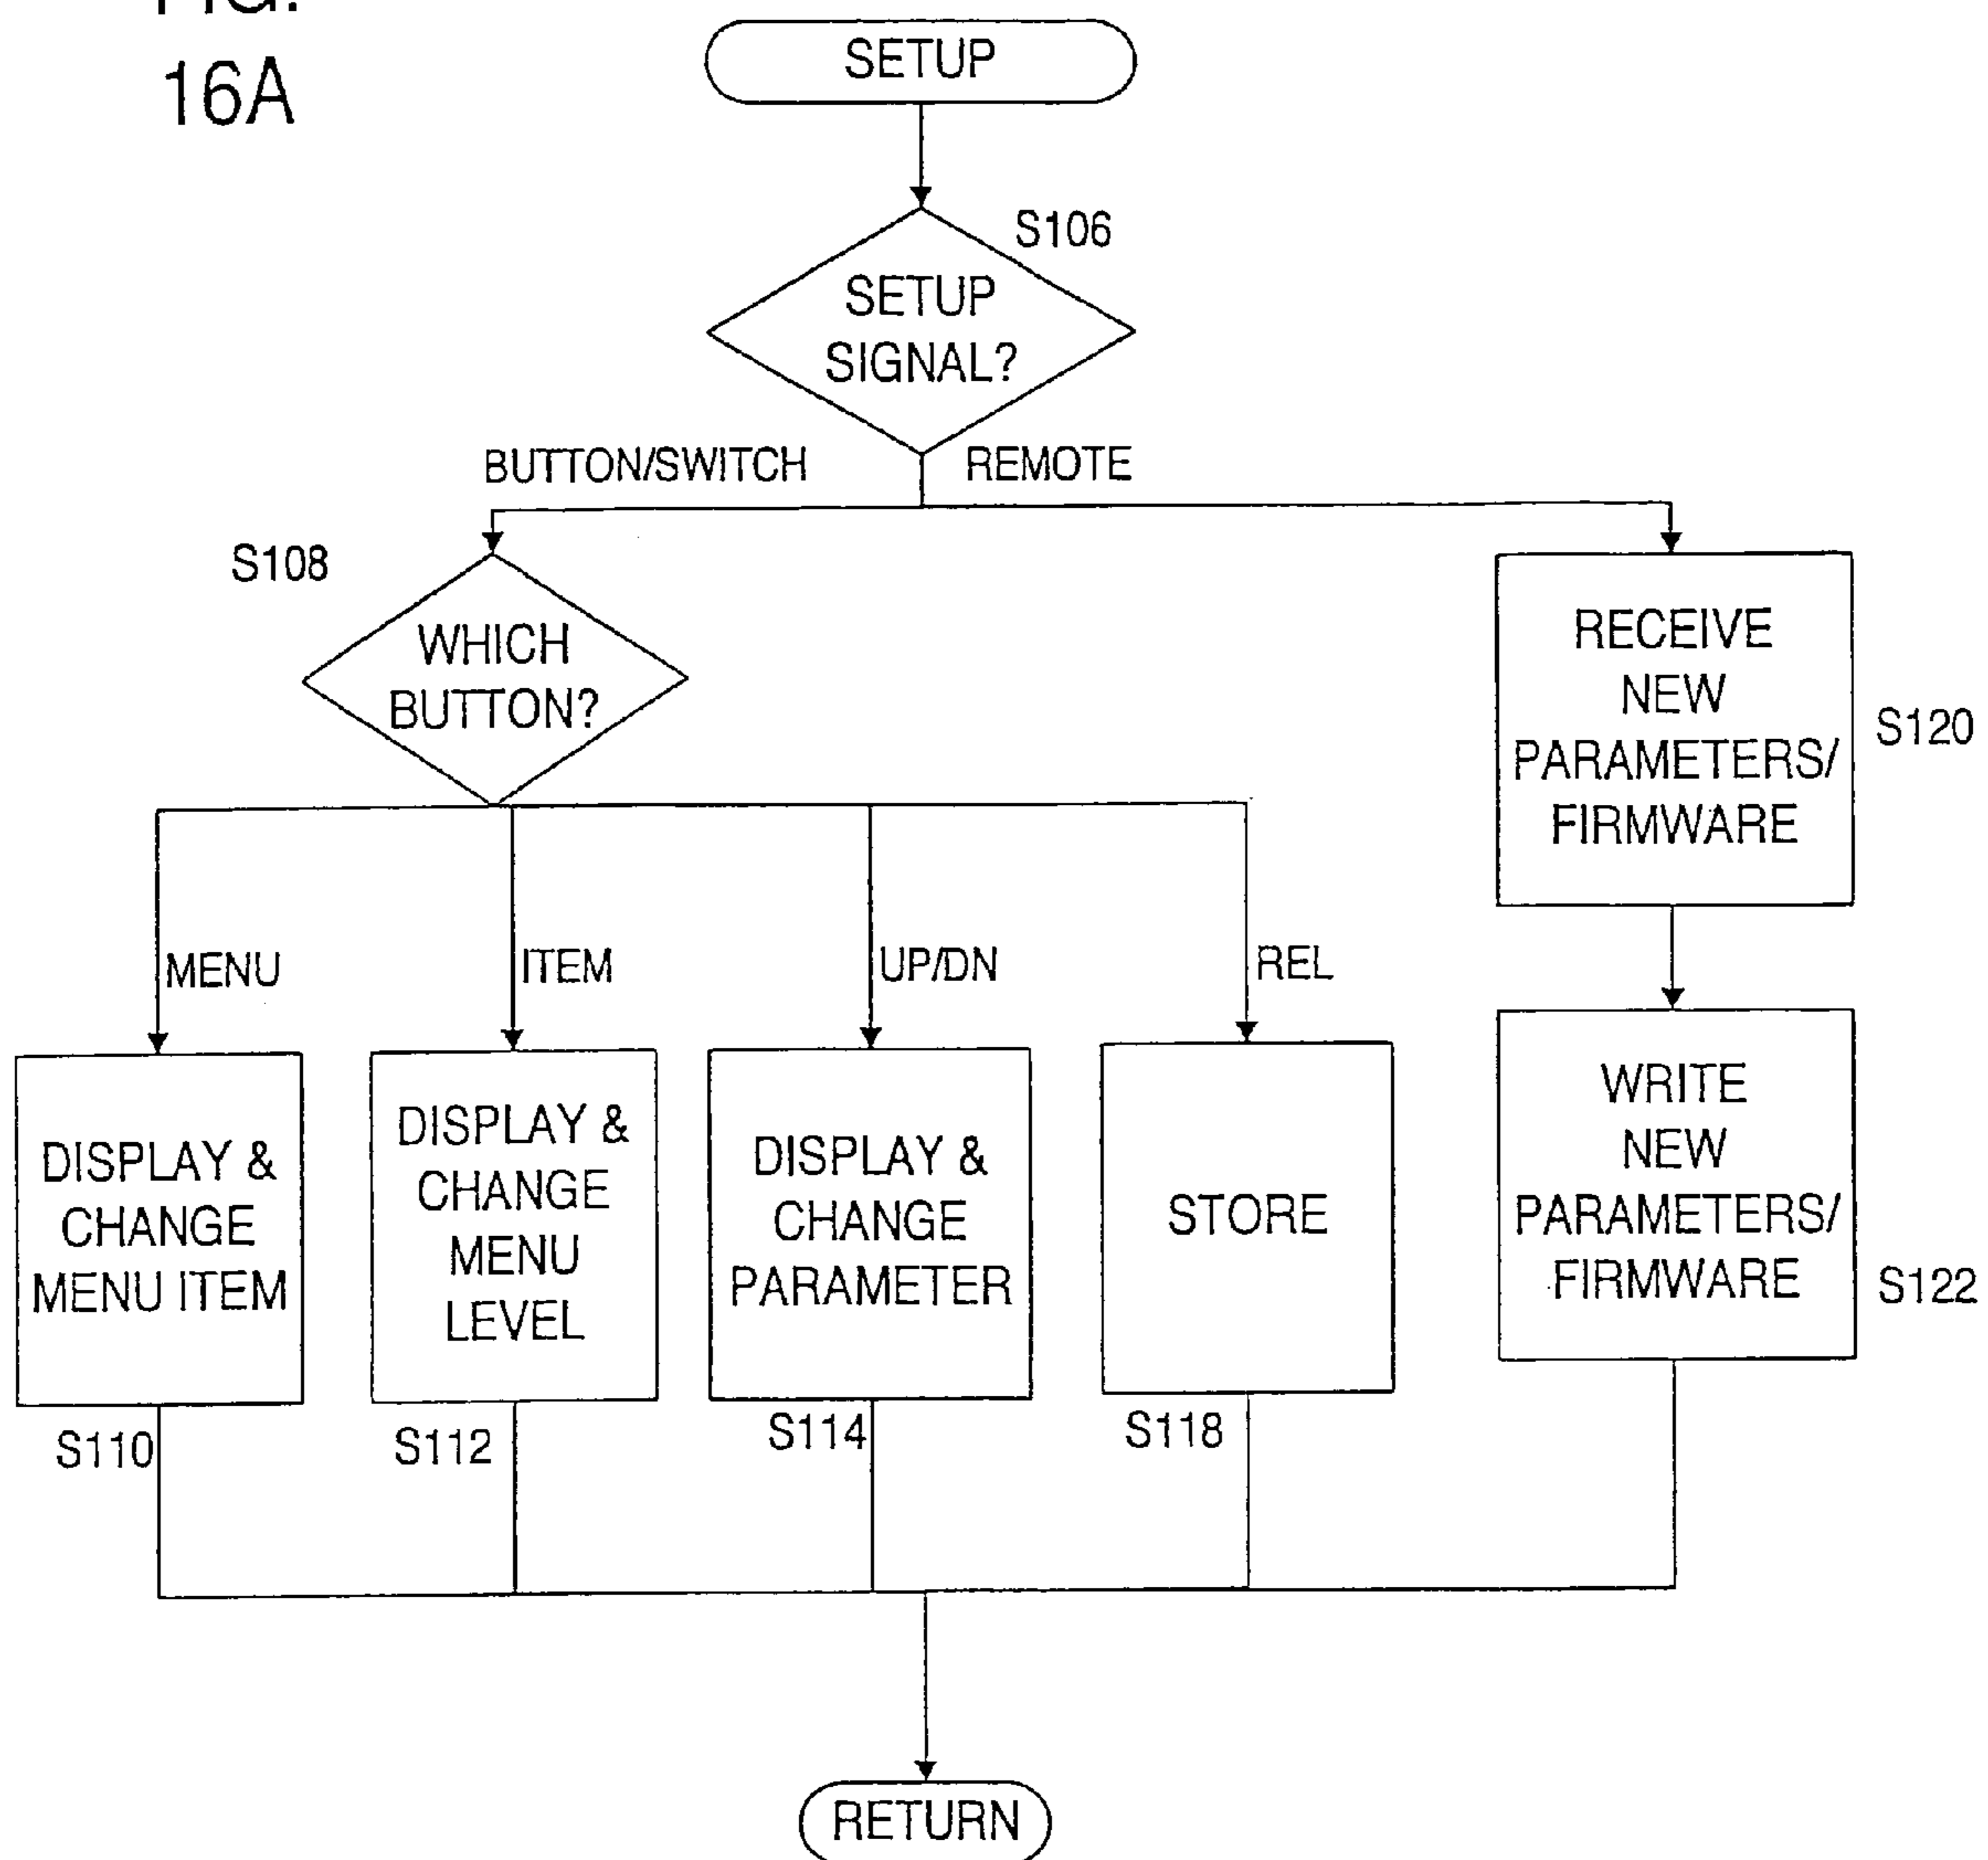 FIG.
16A
SETUP
S106
SETUP
SIGNAL?
BUTTON/SWITCH
REMOTE
S108
WHICH
BUTTON?
RECEIVE
NEW
PARAMETERS/
FIRMWARE
S120
MENU
ITEM
UP/DN
REL
DISPLAY &
CHANGE
MENU ITEM
S110
DISPLAY &
CHANGE
MENU
LEVEL
S112
DISPLAY &
CHANGE
PARAMETER
S114
STORE
S118
WRITE
NEW
PARAMETERS/
FIRMWARE
S122
RETURN